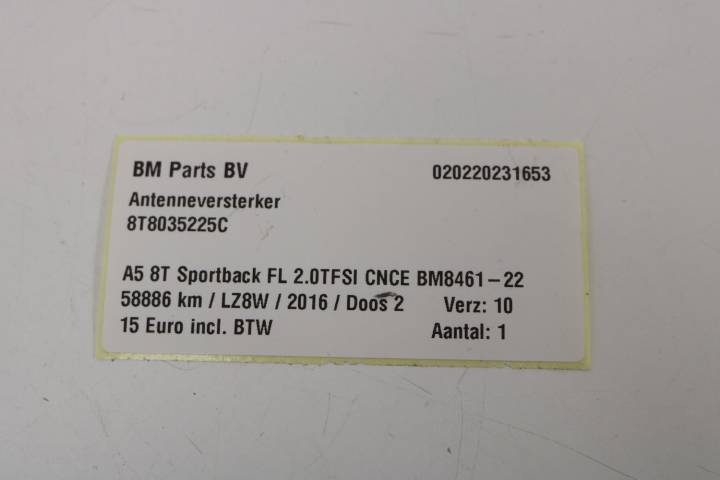 BM Parts BV 020220231653
Antenneversterker
8T8035225C
A5 8T Sportback FL 2.0TFSI CNCE BM8461-22
58886 km / LZ8W / 2016 / Doos 2 Verz: 10
15 Euro incl. BTW Aantal: 1